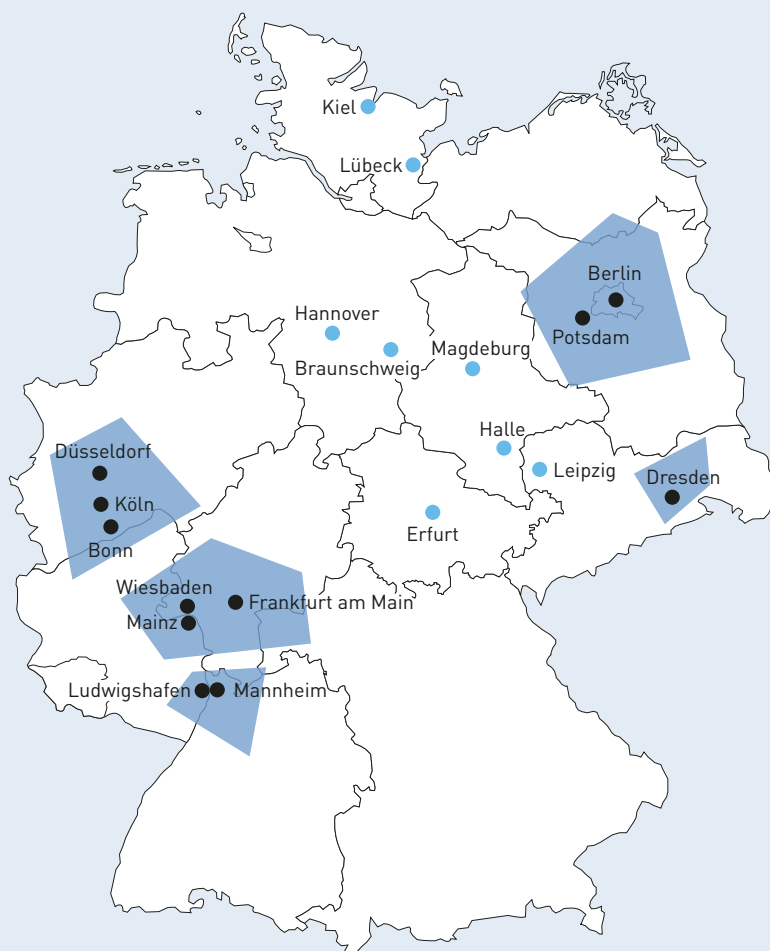 Kiel
Lübeck
Berlin
Hannover
Potsdam
Magdeburg
Braunschweig
Halle
Düsseldorf
Leipzig
Dresden
Köln
Erfurt
Bonn
Wiesbaden
Frankfurt am Main
Mainz
Ludwigshafen
Mannheim